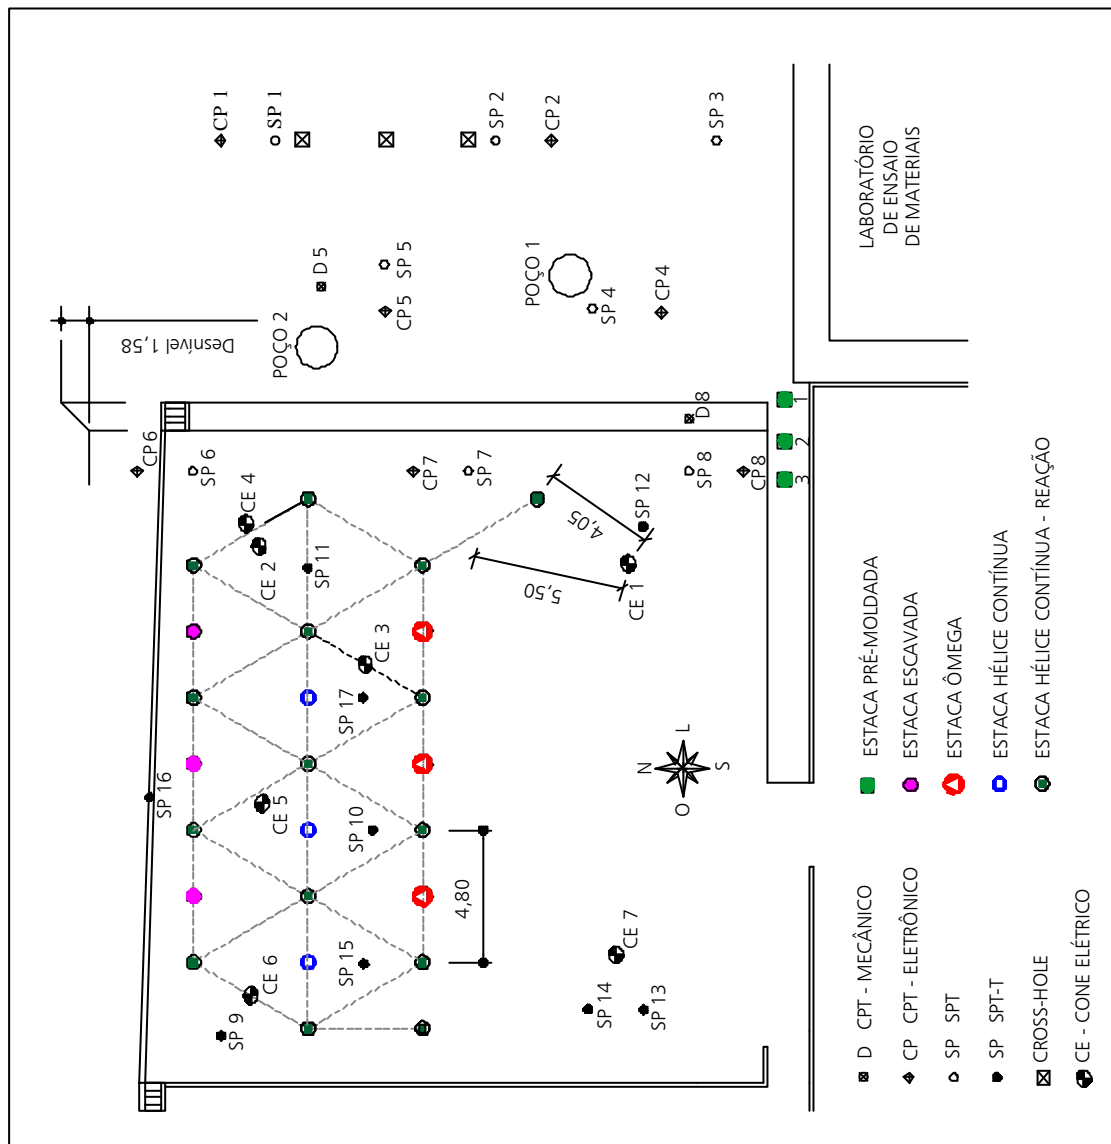 CP 1
SP 1
SP 2
CP 2
SP 3
D 5
SP 5
CP 5
POÇO 1
SP 4
CP 4
POÇO 2
Desnível 1,58
LABORATÓRIO
DE ENSAIO
DE MATERIAIS
D 8
1
2
3
CP 6
SP 6
CP 7
SP 7
SP 8
CP 8
CE 4
CE 2
SP 11
4,05
SP 12
5,50
CE 1
CE 3
SP 17
SP 16
CE 5
SP 10
4,80
N
L
S
O
CE 6
SP 15
SP 9
CE 7
SP 14
SP 13
ESTACA PRÉ-MOLDADA
ESTACA ESCAVADA
ESTACA ÔMEGA
ESTACA HÉLICE CONTÍNUA
ESTACA HÉLICE CONTÍNUA - REAÇÃO
D CPT - MECÂNICO
CP CPT - ELETRÔNICO
SP SPT
SP SPT-T
CROSS-HOLE
CE - CONE ELÉTRICO